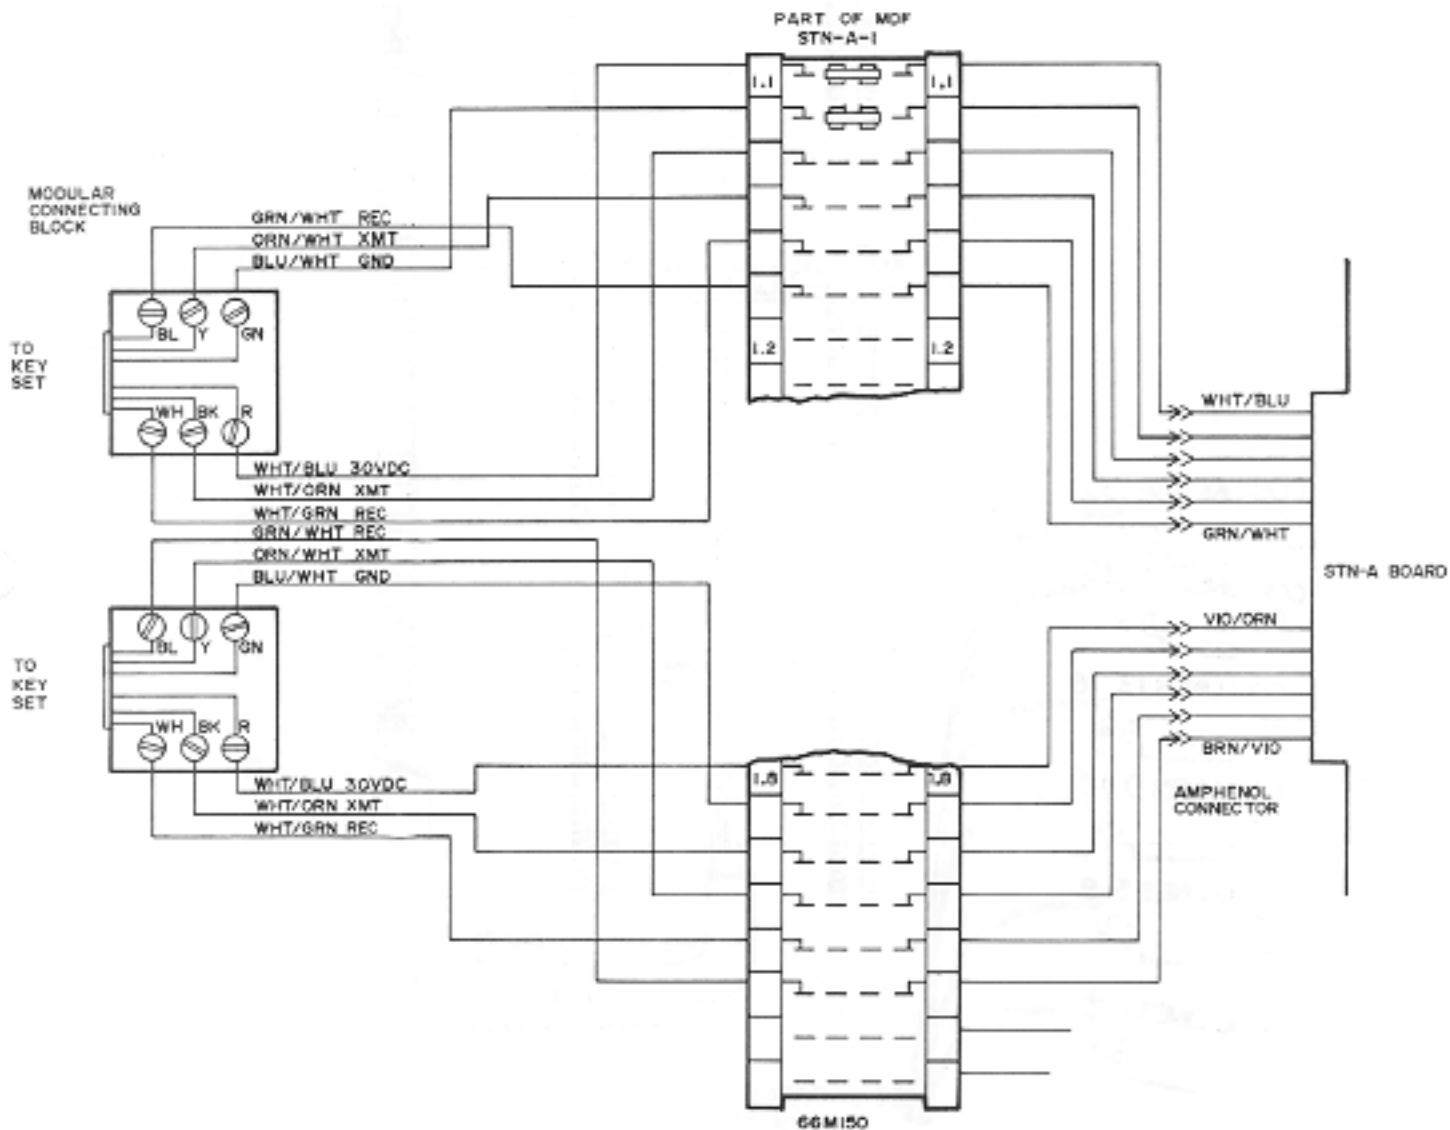 PART OF MDF
STN-A-1
1.1
1.1
MODULAR
CONNECTING
BLOCK
GRN/WHT REC
ORN/WHT XMT
BLU/WHT GND
BL Y GN
TO
KEY
SET
WH BK R
1.2
1.2
WHT/BLU 30VDC
WHT/ORN XMT
WHT/GRN REC
WHT/BLU
GRN/WHT
STN-A BOARD
GRN/WHT REC
ORN/WHT XMT
BLU/WHT GND
BL Y GN
TO
KEY
SET
WH BK R
WHT/BLU 30VDC
WHT/ORN XMT
WHT/GRN REC
VIO/ORN
BRN/VIO
AMPHENOL
CONNECTOR
1.8
1.8
66M150